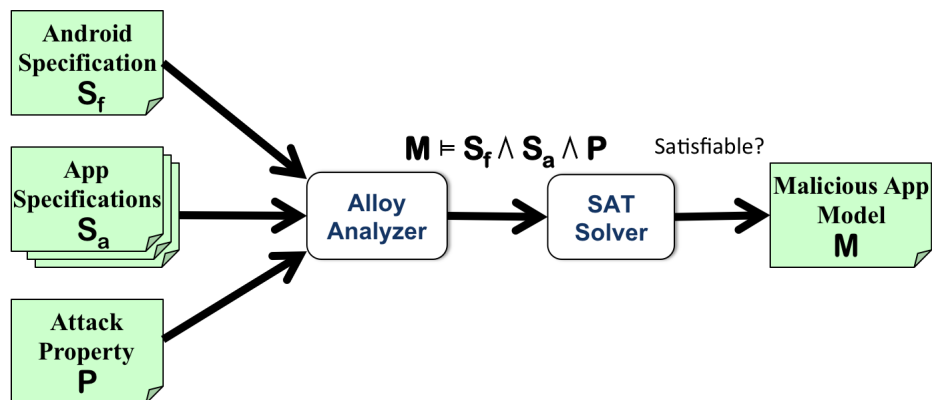 Android
Specification
Sf
App
Specifications
Sa
Attack
Property
P
Alloy
Analyzer
M ⊨ Sf ∧ Sa ∧ P
SAT
Solver
Satisfiable?
Malicious App
Model
M